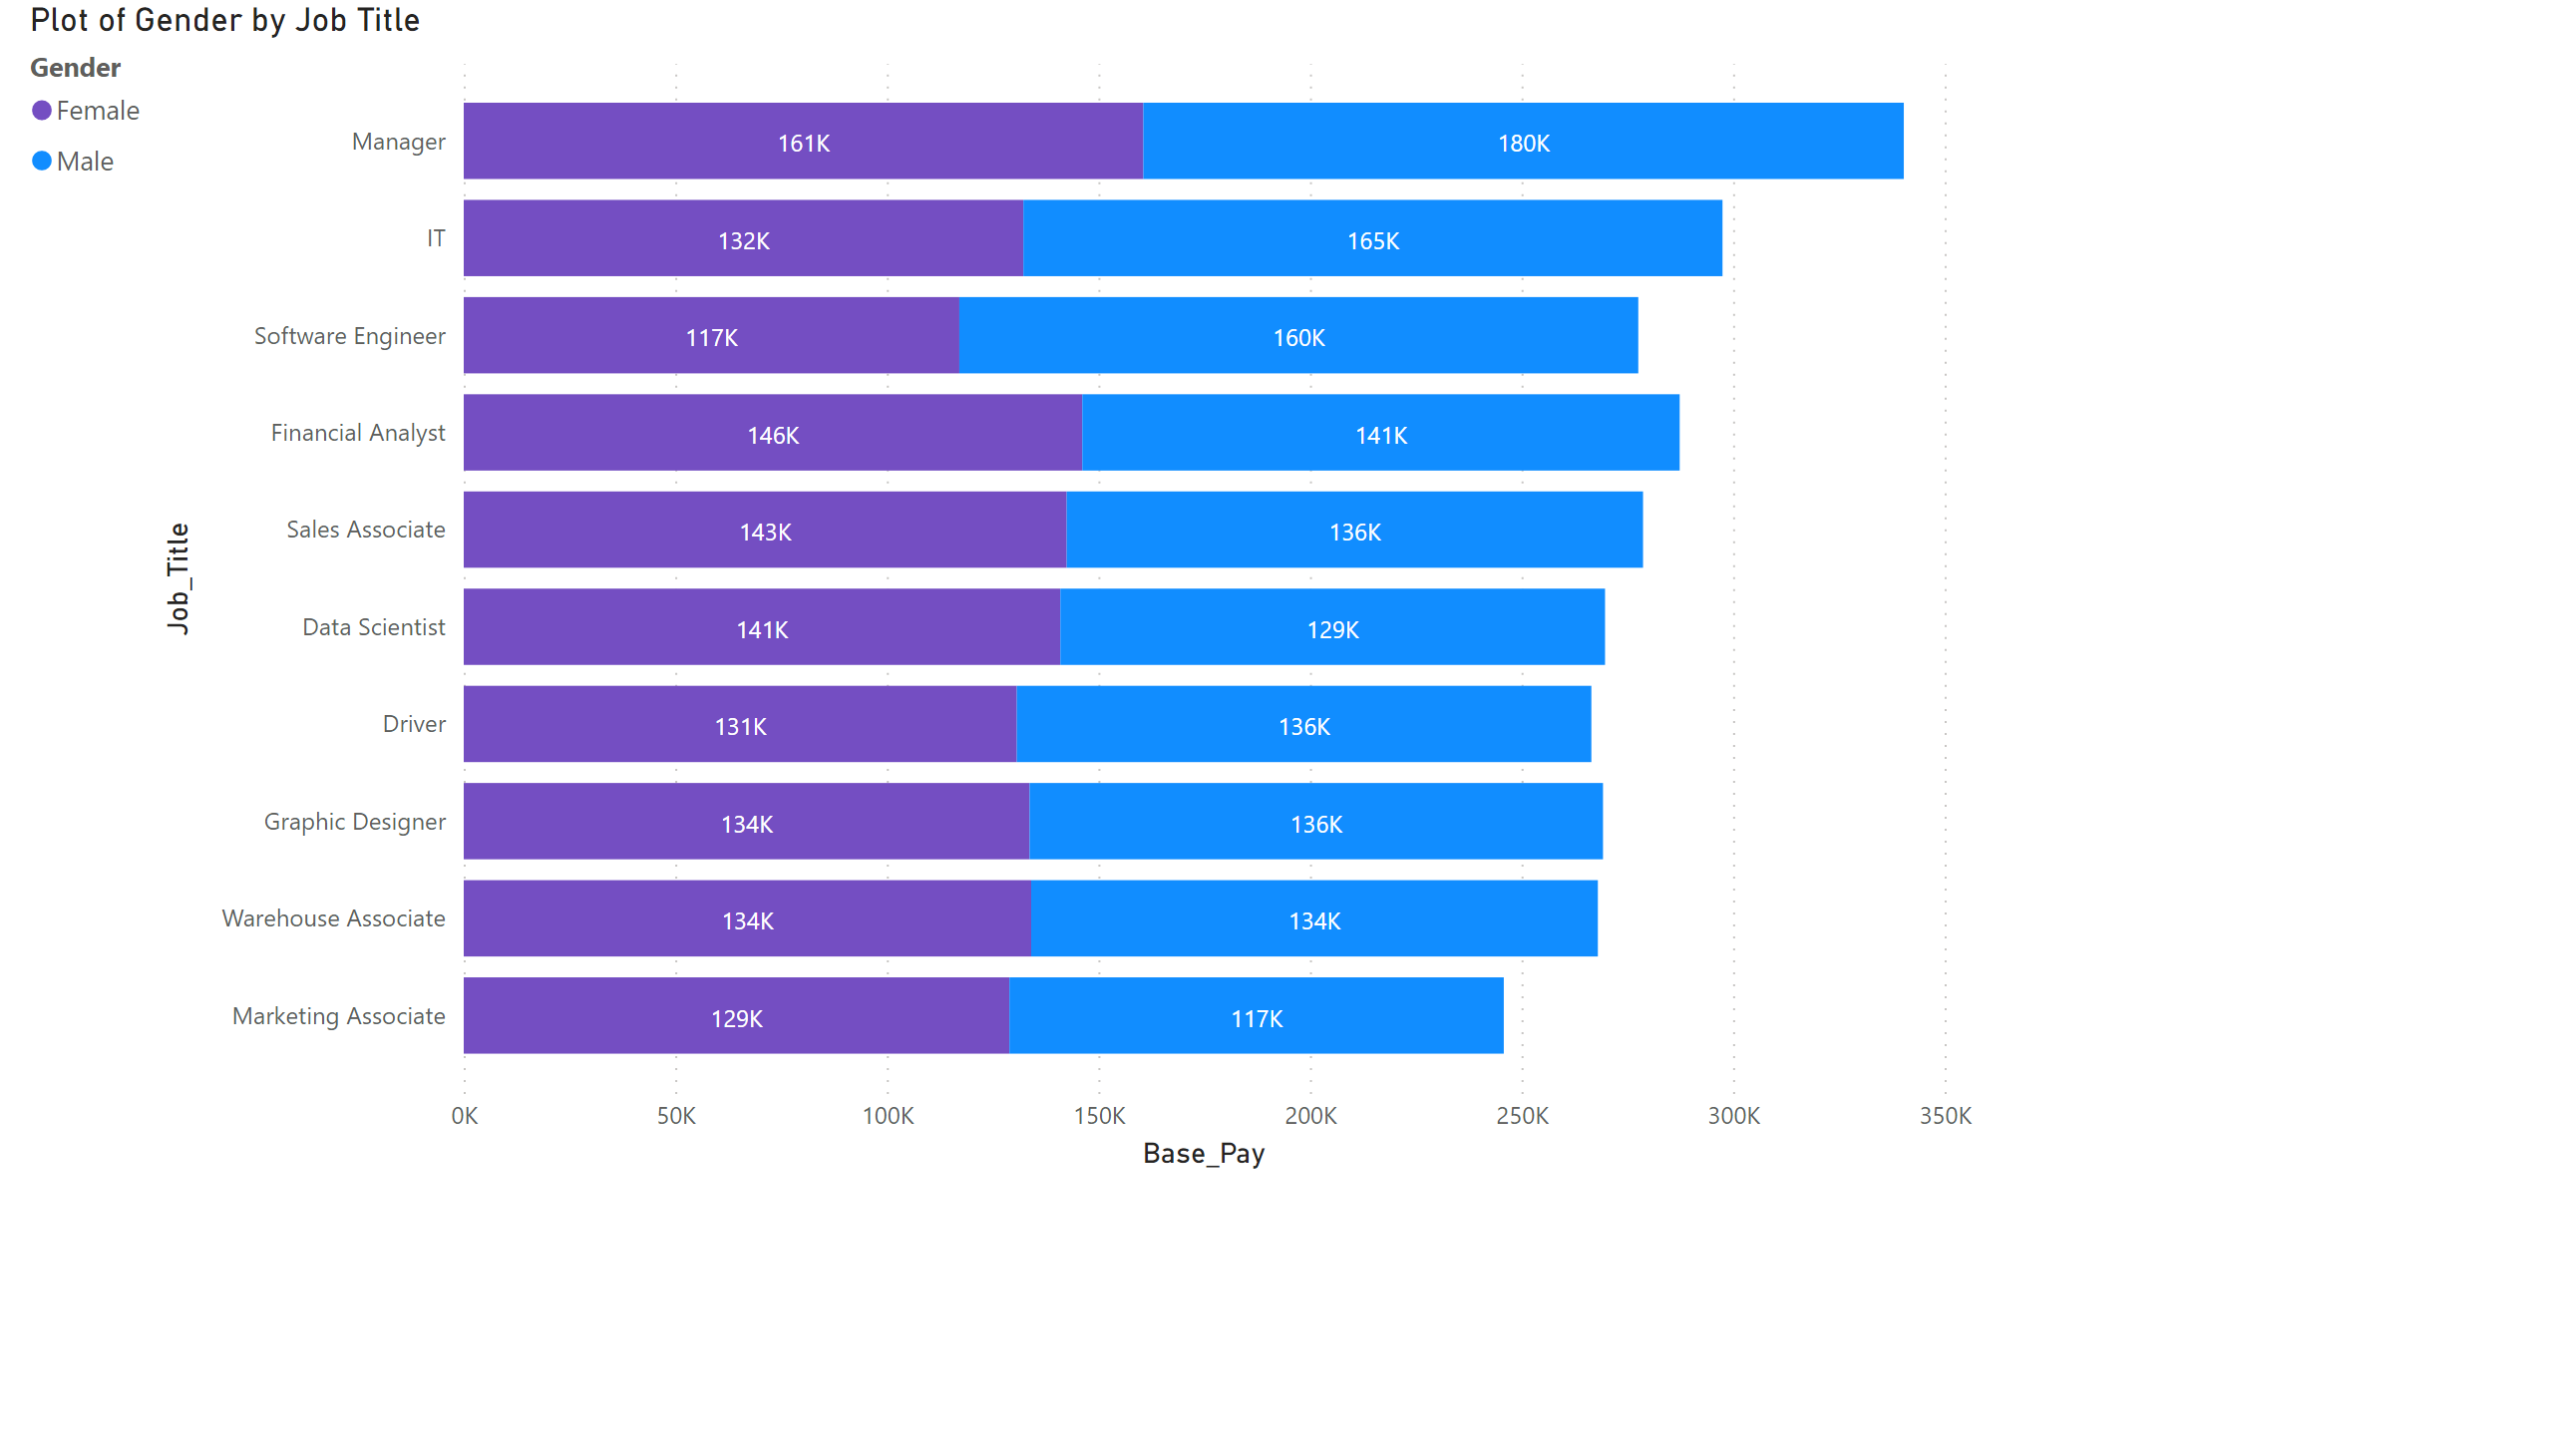 Plot of Gender by Job Title
Gender
Female
Male
Job_Title
Manager 161K 180K
IT 132K 165K
Software Engineer 117K 160K
Financial Analyst 146K 141K
Sales Associate 143K 136K
Data Scientist 141K 129K
Driver 131K 136K
Graphic Designer 134K 136K
Warehouse Associate 134K 134K
Marketing Associate 129K 117K
0K 50K 100K 150K 200K 250K 300K 350K
Base_Pay